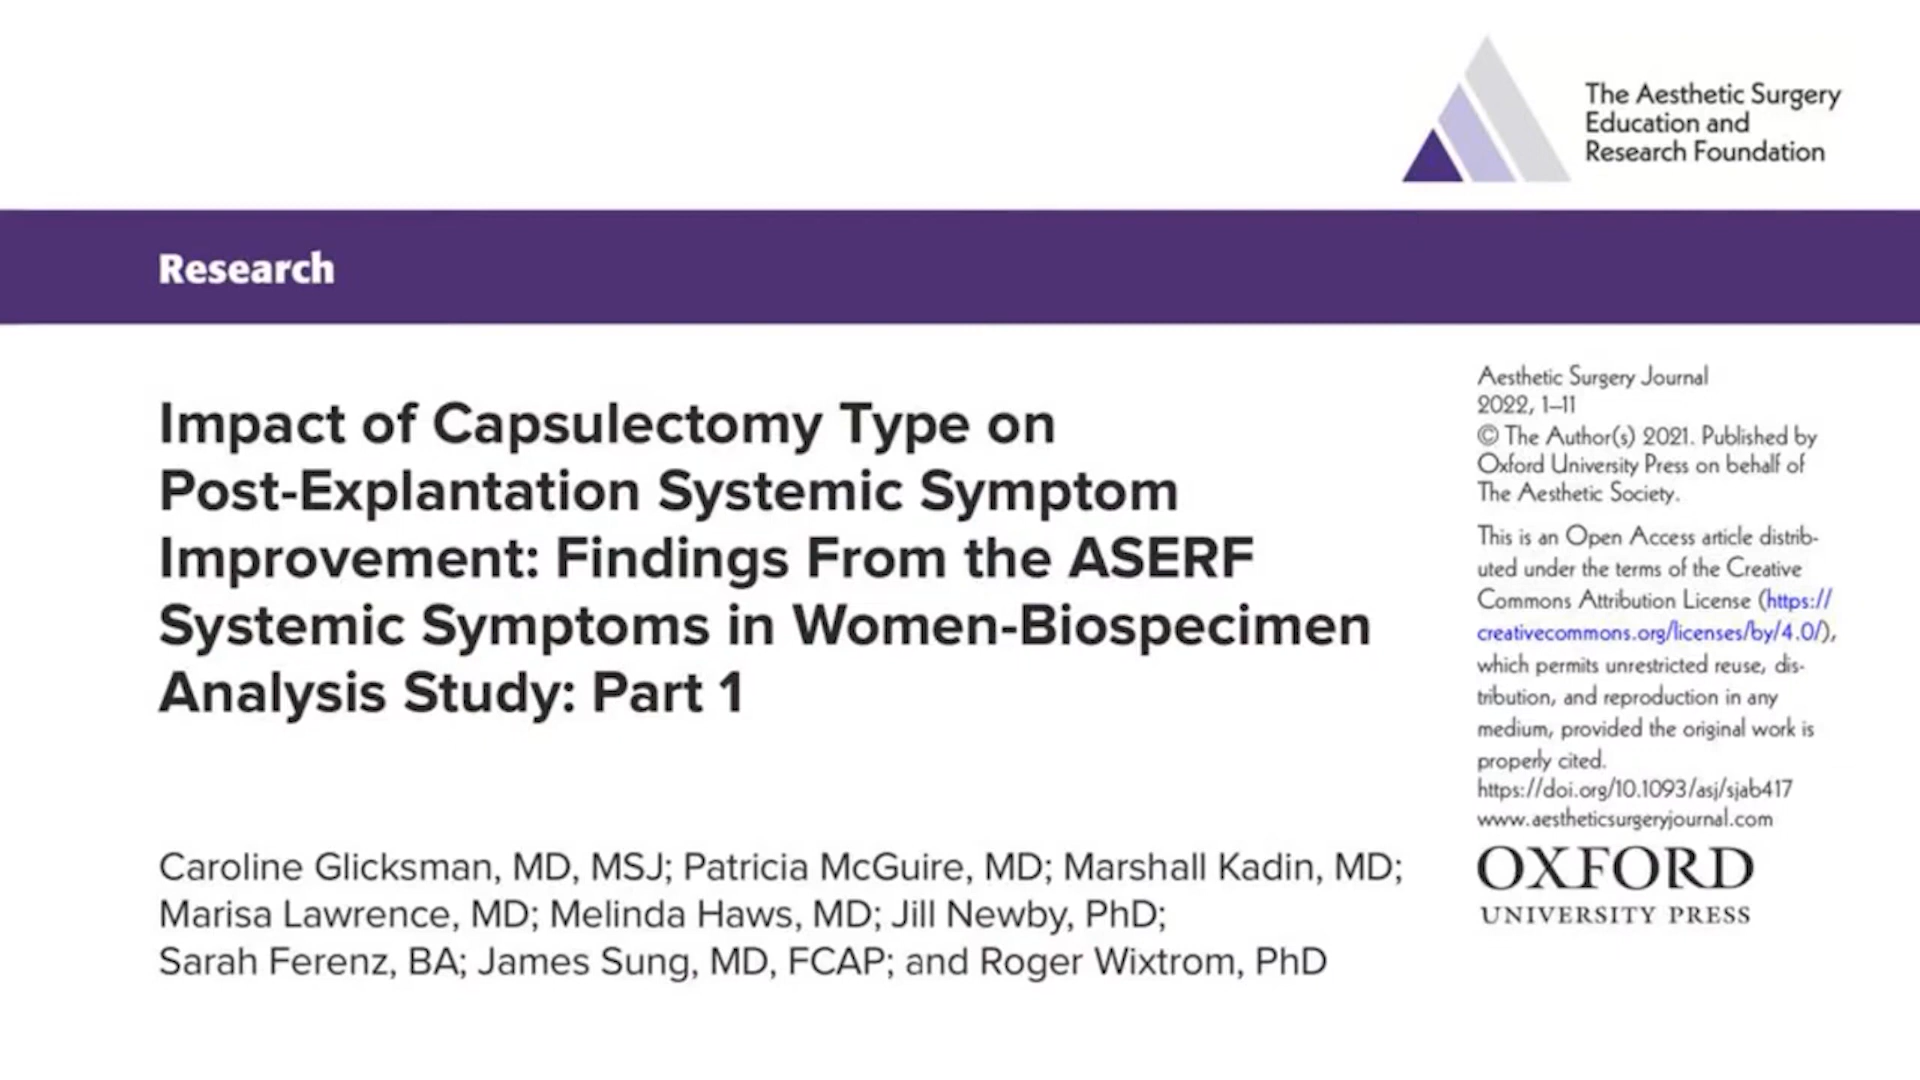 The Aesthetic Surgery
Education and
Research Foundation
Research
Impact of Capsulectomy Type on
Post-Explantation Systemic Symptom
Improvement: Findings From the ASERF
Systemic Symptoms in Women-Biospecimen
Analysis Study: Part 1
Caroline Glicksman, MD, MSJ; Patricia McGuire, MD; Marshall Kadin, MD;
Marisa Lawrence, MD; Melinda Haws, MD; Jill Newby, PhD;
Sarah Ferenz, BA; James Sung, MD, FCAP; and Roger Wixtrom, PhD
Aesthetic Surgery Journal
2022, 1–11
© The Author(s) 2021. Published by
Oxford University Press on behalf of
The Aesthetic Society.
This is an Open Access article distrib-
uted under the terms of the Creative
Commons Attribution License (https://
creativecommons.org/licenses/by/4.0/),
which permits unrestricted reuse, dis-
tribution, and reproduction in any
medium, provided the original work is
properly cited.
https://doi.org/10.1093/asj/sjab417
www.aestheticsurgeryjournal.com
OXFORD
UNIVERSITY PRESS